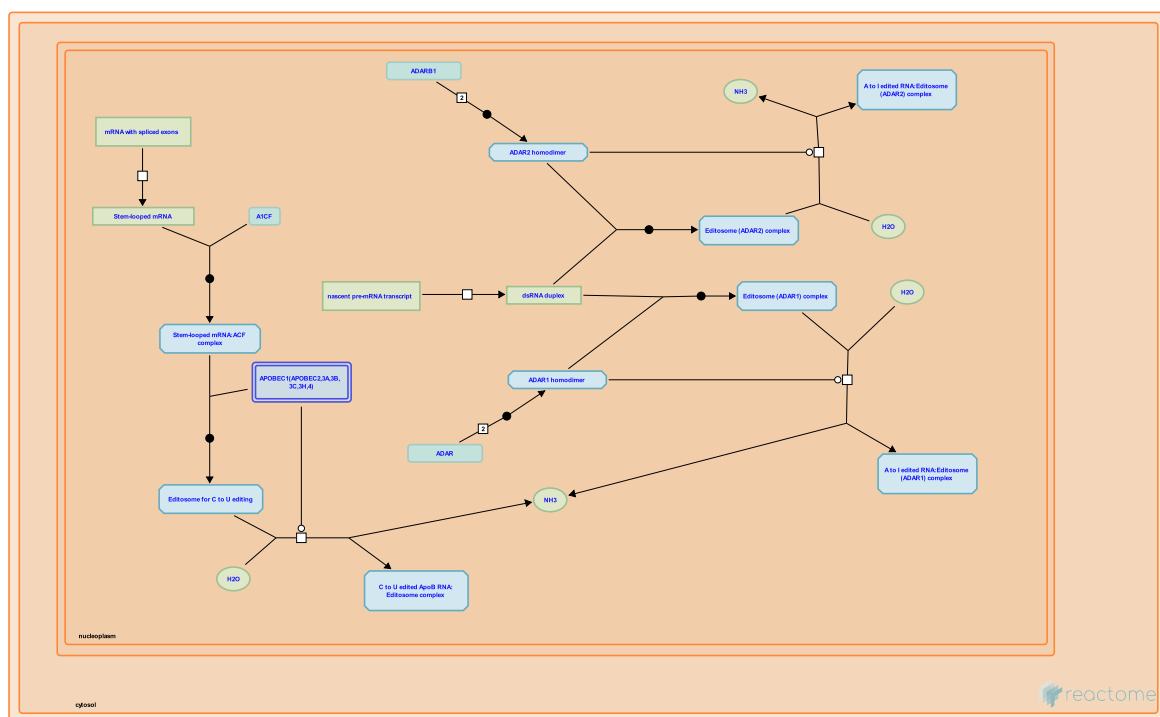 ADARB1
2
NH3
A to I edited RNA:Editosome
(ADAR2) complex
mRNA with spliced exons
ADAR2 homodimer
Stem-looped mRNA
A1CF
Editosome (ADAR2) complex
H2O
nascent pre-mRNA transcript
dsRNA duplex
Editosome (ADAR1) complex
H2O
Stem-looped mRNA:ACF
complex
APOBEC1(APOBEC2,3A,3B,
3C,3H,4)
ADAR1 homodimer
2
ADAR
A to I edited RNA:Editosome
(ADAR1) complex
Editosome for C to U editing
NH3
H2O
C to U edited ApoB RNA:
Editosome complex
nucleoplasm
cytosol
reactome